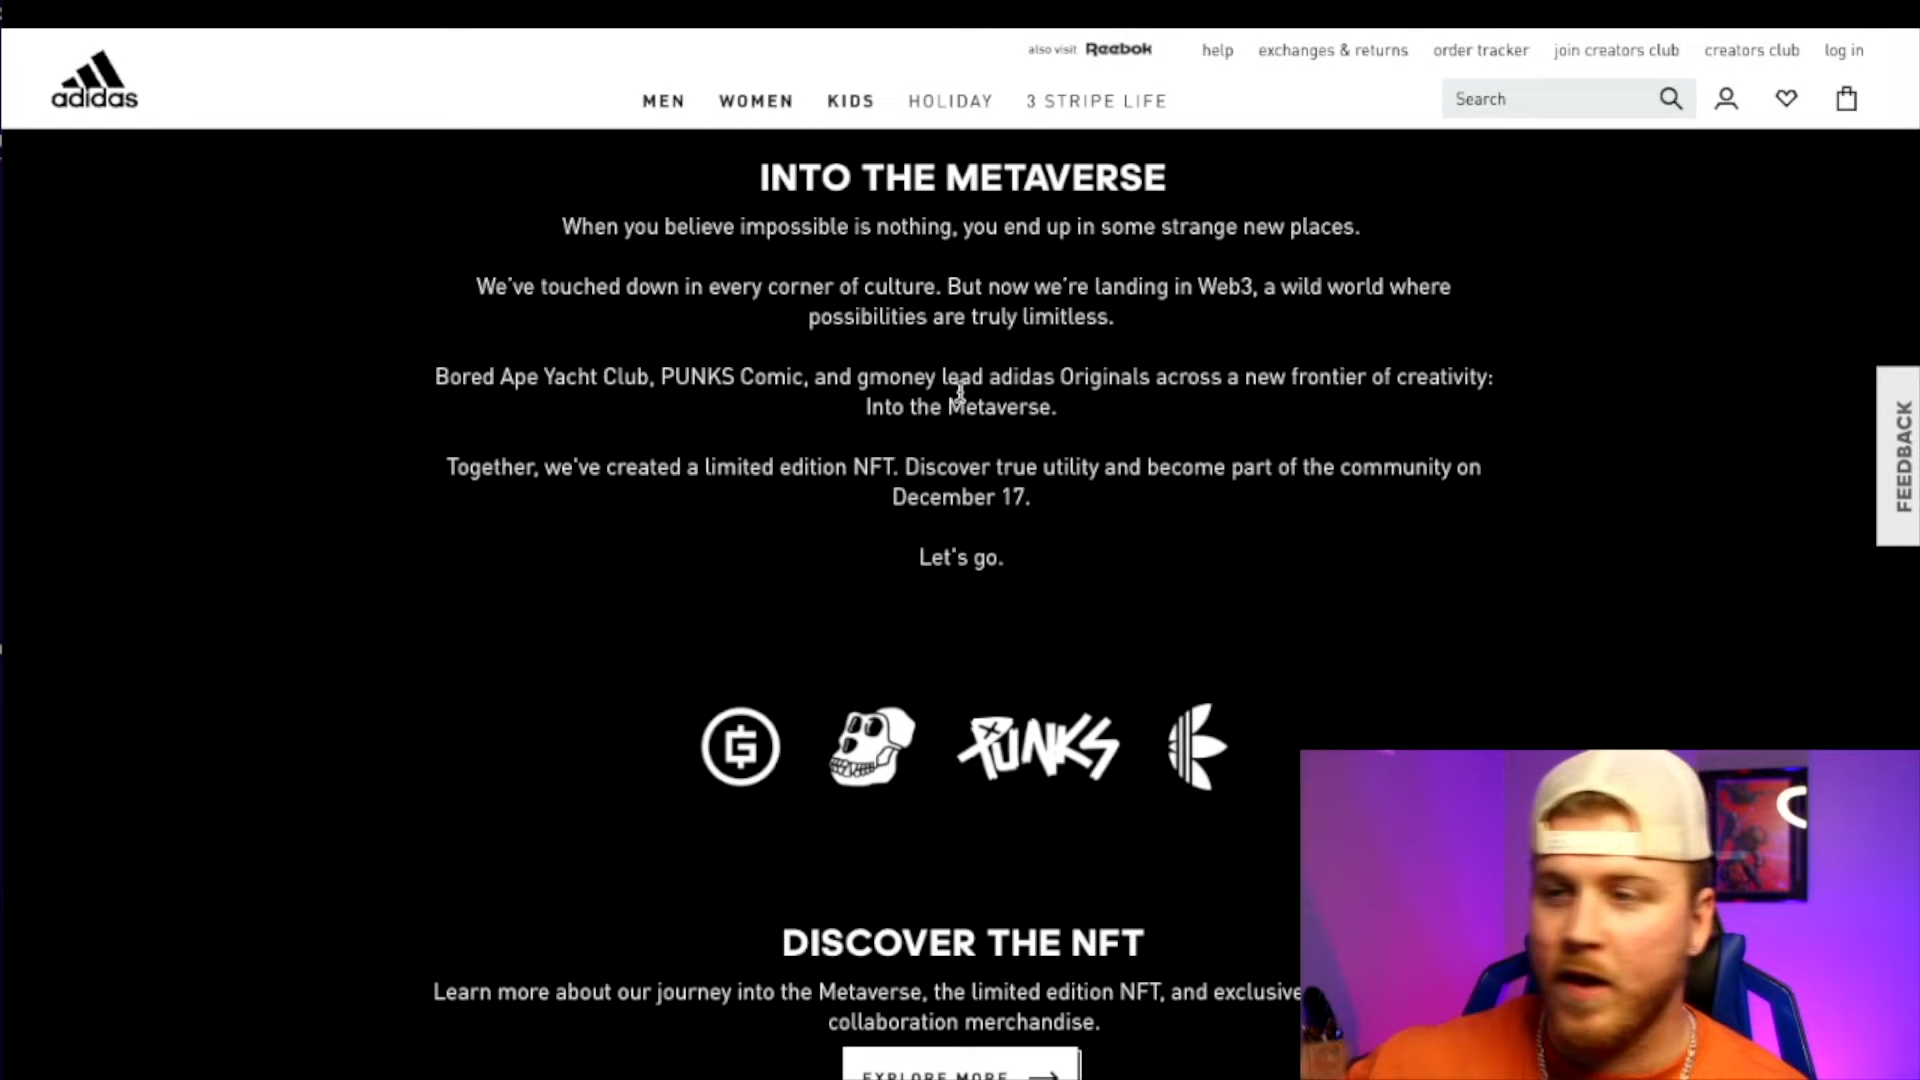 also visit Reebok help exchanges & returns order tracker join creators club creators club log in
adidas
MEN WOMEN KIDS HOLIDAY 3 STRIPE LIFE
Search
INTO THE METAVERSE
When you believe impossible is nothing, you end up in some strange new places.
We've touched down in every corner of culture. But now we're landing in Web3, a wild world where
possibilities are truly limitless.
Bored Ape Yacht Club, PUNKS Comic, and gmoney lead adidas Originals across a new frontier of creativity:
Into the Metaverse.
FEEDBACK
Together, we've created a limited edition NFT. Discover true utility and become part of the community on
December 17.
Let's go.
G
PUNKS
DISCOVER THE NFT
Learn more about our journey into the Metaverse, the limited edition NFT, and exclusive
collaboration merchandise.
EXPLORE MORE